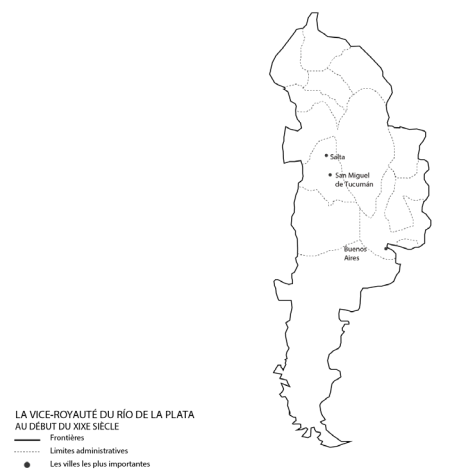 Salta
San Miguel
de Tucumán
Buenos
Aires
LA VICE-ROYAUTÉ DU RÍO DE LA PLATA
AU DÉBUT DU XIXE SIÈCLE
Frontières
Limites administratives
Les villes les plus importantes